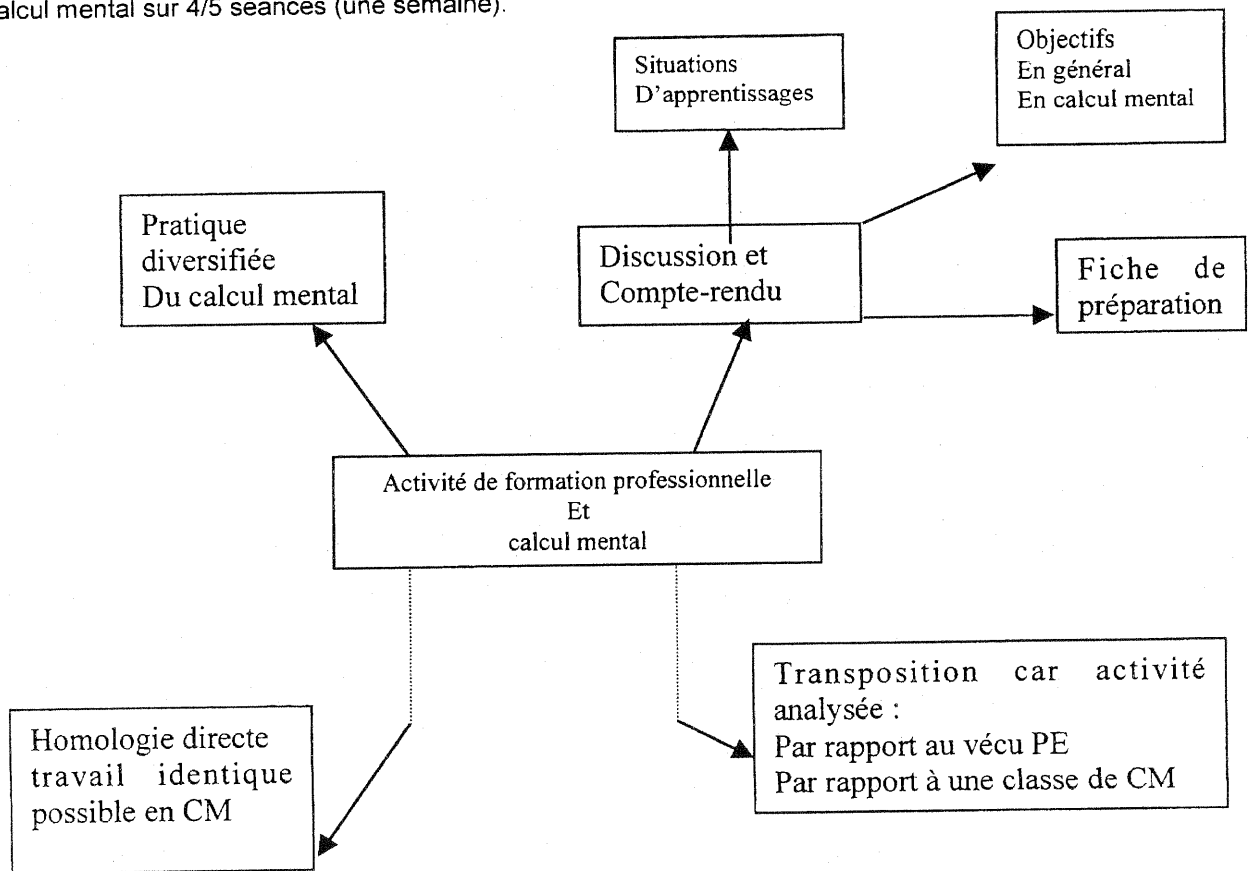 alcul mental sur 4/5 séances (une semaine).
Situations
D'apprentissages
Objectifs
En général
En calcul mental
Pratique
diversifiée
Du calcul mental
Discussion et
Compte-rendu
Fiche de
préparation
Activité de formation professionnelle
Et
calcul mental
Homologie directe
travail identique
possible en CM
Transposition car activité
analysée :
Par rapport au vécu PE
Par rapport à une classe de CM